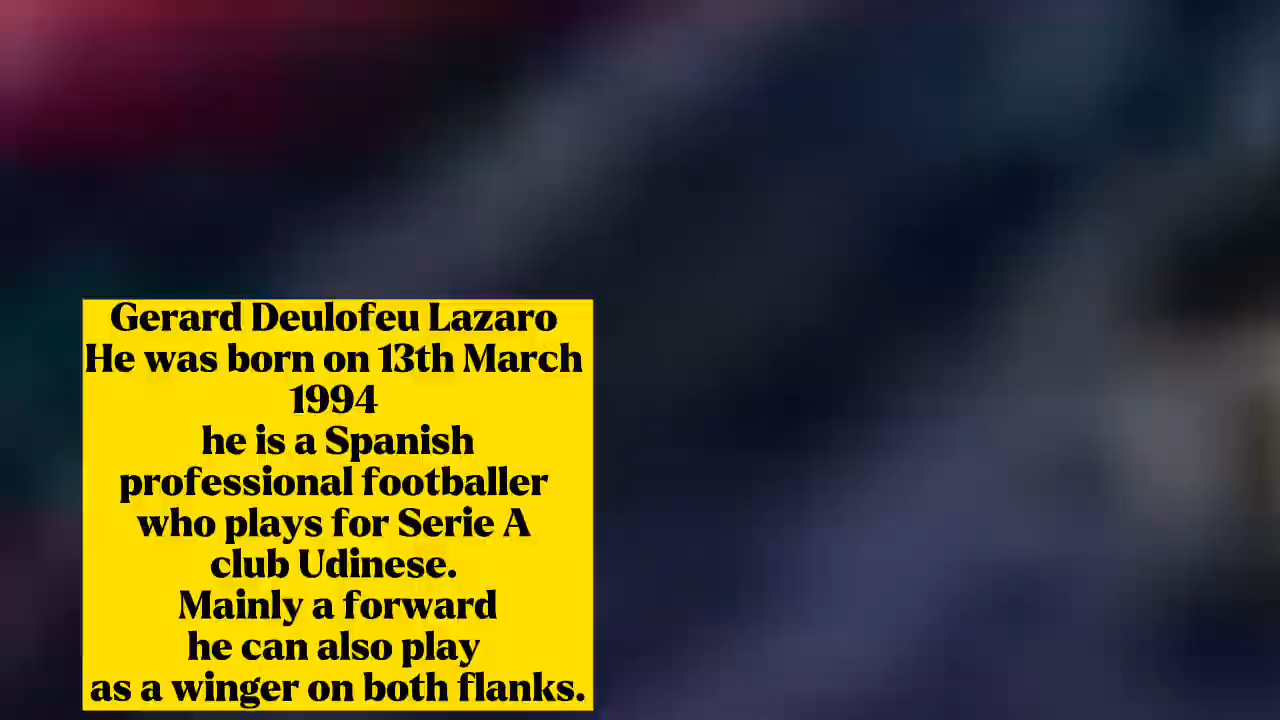 Gerard Deulofeu Lazaro
He was born on 13th March
1994
he is a Spanish
professional footballer
who plays for Serie A
club Udinese.
Mainly a forward
he can also play
as a winger on both flanks.